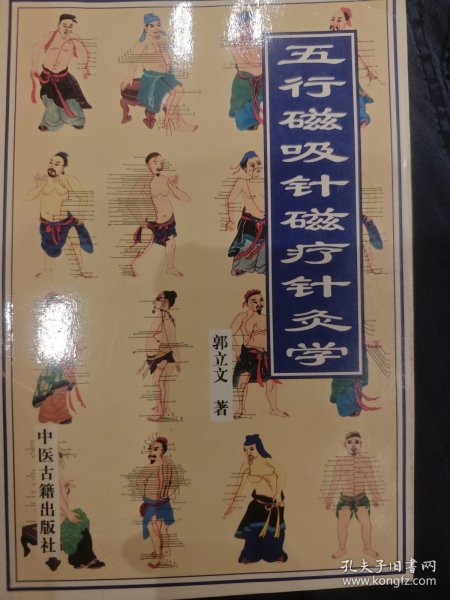 五行磁吸针磁疗针灸学
郭立文 著
中医古籍出版社
孔夫子旧书网
www.kongfz.com